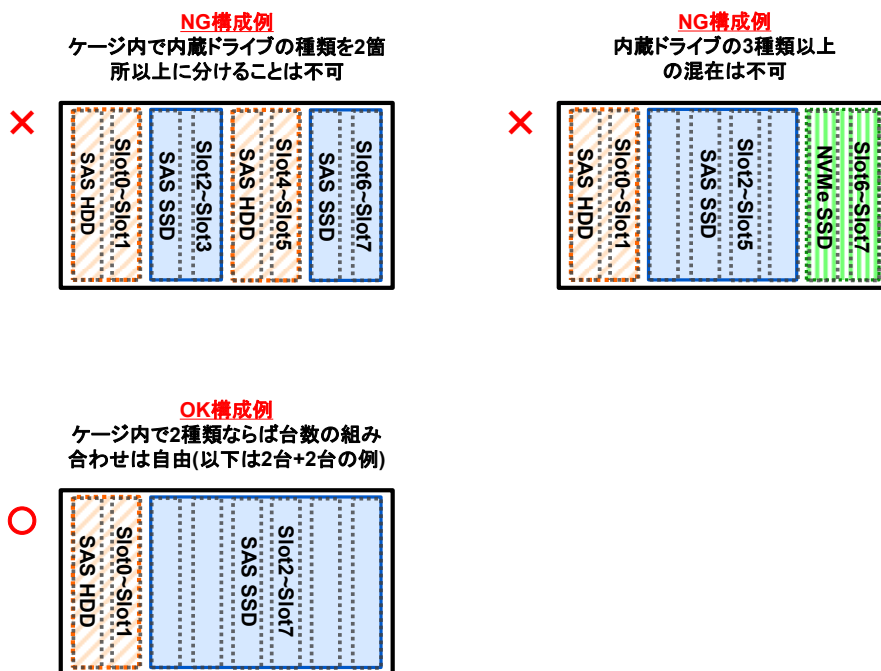 NG構成例
ケージ内で内蔵ドライブの種類を2箇
所以上に分けることは不可
×
Slot0~Slot1
SAS HDD
Slot2~Slot3
SAS SSD
Slot4~Slot5
SAS HDD
Slot6~Slot7
SAS SSD
NG構成例
内蔵ドライブの3種類以上
の混在は不可
×
Slot0~Slot1
SAS HDD
Slot2~Slot5
SAS SSD
Slot6~Slot7
NVMe SSD
OK構成例
ケージ内で2種類ならば台数の組み
合わせは自由(以下は2台+2台の例)
○
Slot0~Slot1
SAS HDD
Slot2~Slot7
SAS SSD